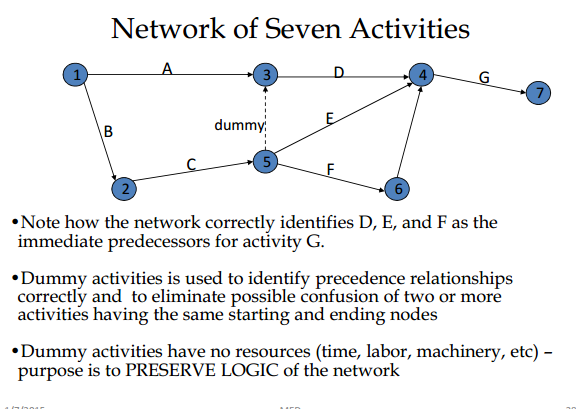 Network of Seven Activities
1
A
3
D
4
G
7
B
dummy
E
C
5
F
2
6
•Note how the network correctly identifies D, E, and F as the
immediate predecessors for activity G.
•Dummy activities is used to identify precedence relationships
correctly and to eliminate possible confusion of two or more
activities having the same starting and ending nodes
•Dummy activities have no resources (time, labor, machinery, etc) –
purpose is to PRESERVE LOGIC of the network